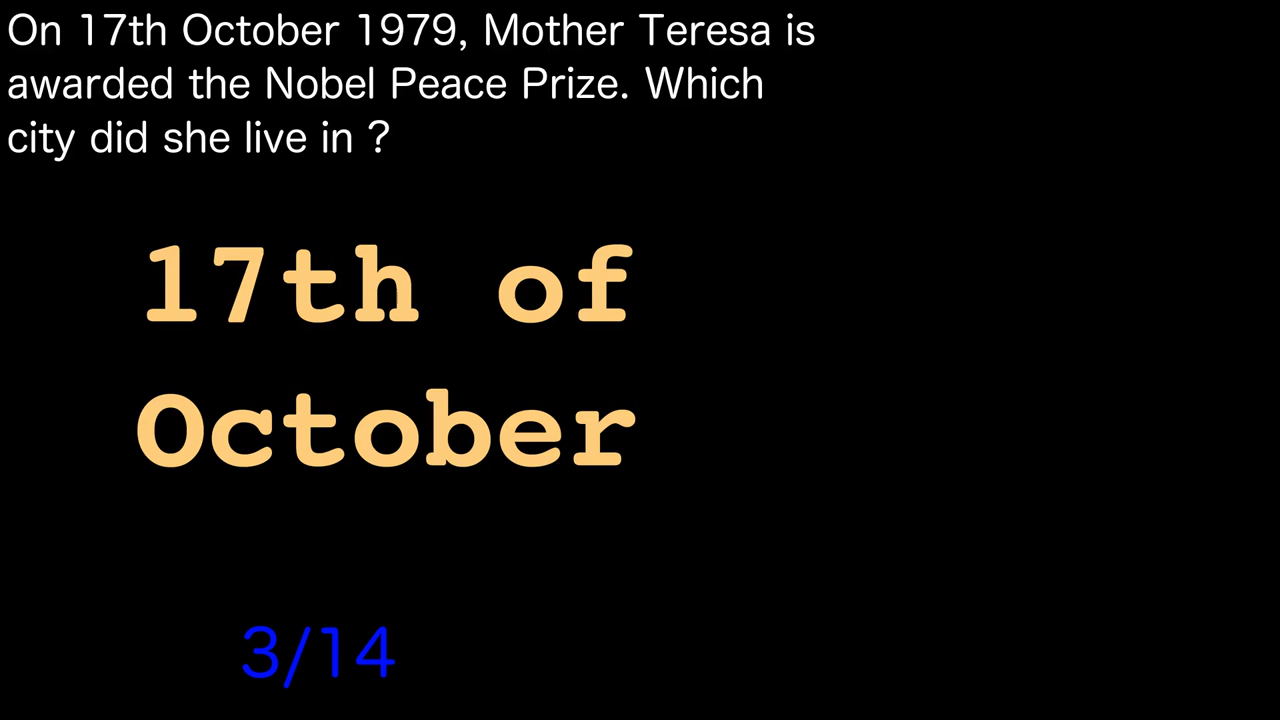 On 17th October 1979, Mother Teresa is
awarded the Nobel Peace Prize. Which
city did she live in ?
17th of
October
3/14